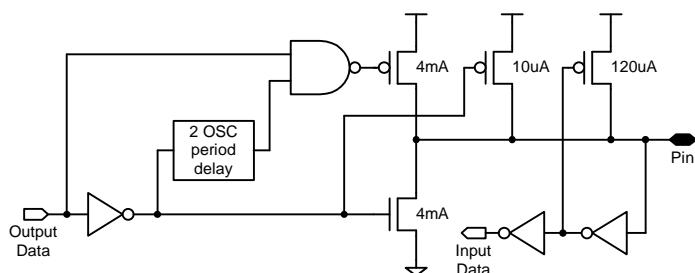 4mA
10uA
120uA
2 OSC
period
delay
Pin
4mA
Output
Data
Input
Data